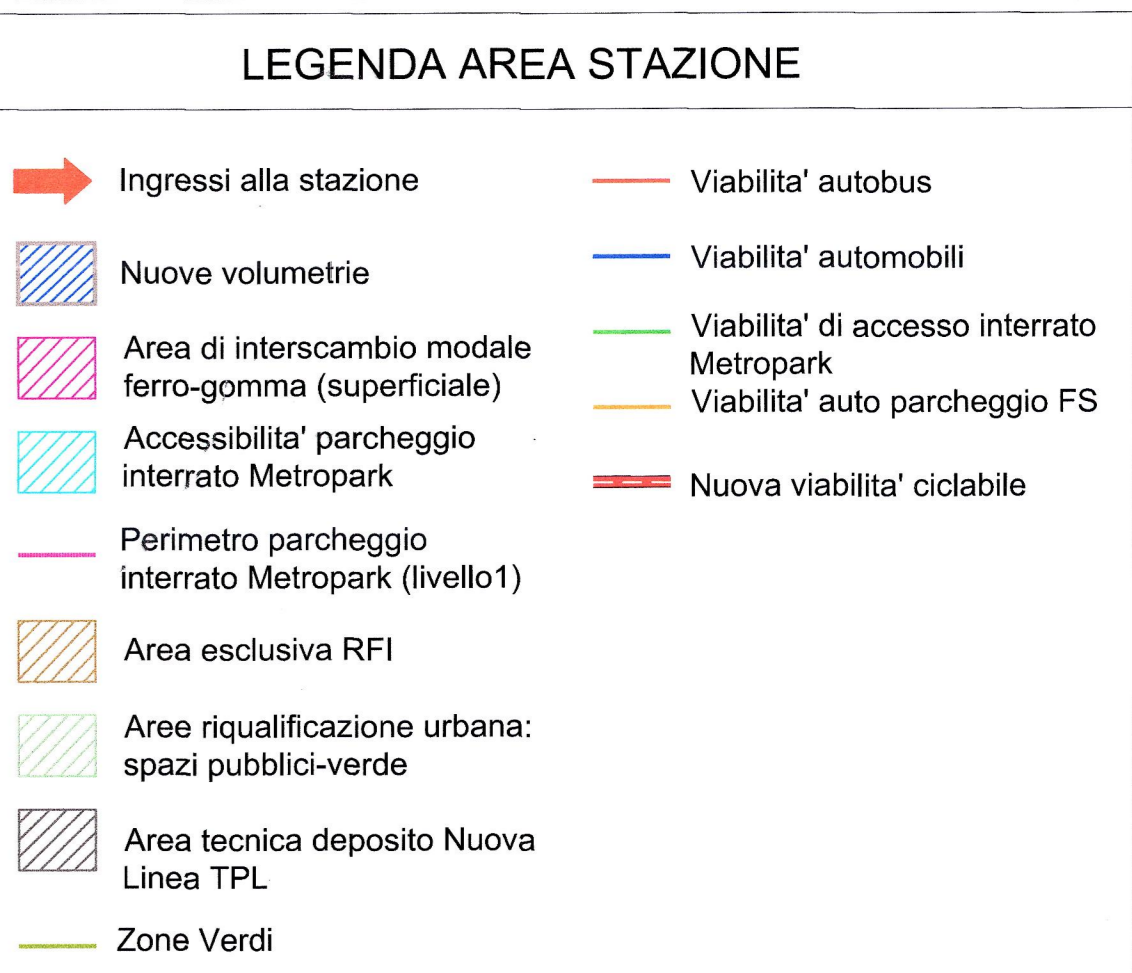 LEGENDA AREA STAZIONE
Ingressi alla stazione
Nuove volumetrie
Area di interscambio modale
ferro-gomma (superficiale)
Accessibilita' parcheggio
interrato Metropark
Perimetro parcheggio
interrato Metropark (livello1)
Area esclusiva RFI
Aree riqualificazione urbana:
spazi pubblici-verde
Area tecnica deposito Nuova
Linea TPL
Zone Verdi
Viabilita' autobus
Viabilita' automobili
Viabilita' di accesso interrato
Metropark
Viabilita' auto parcheggio FS
Nuova viabilita' ciclabile